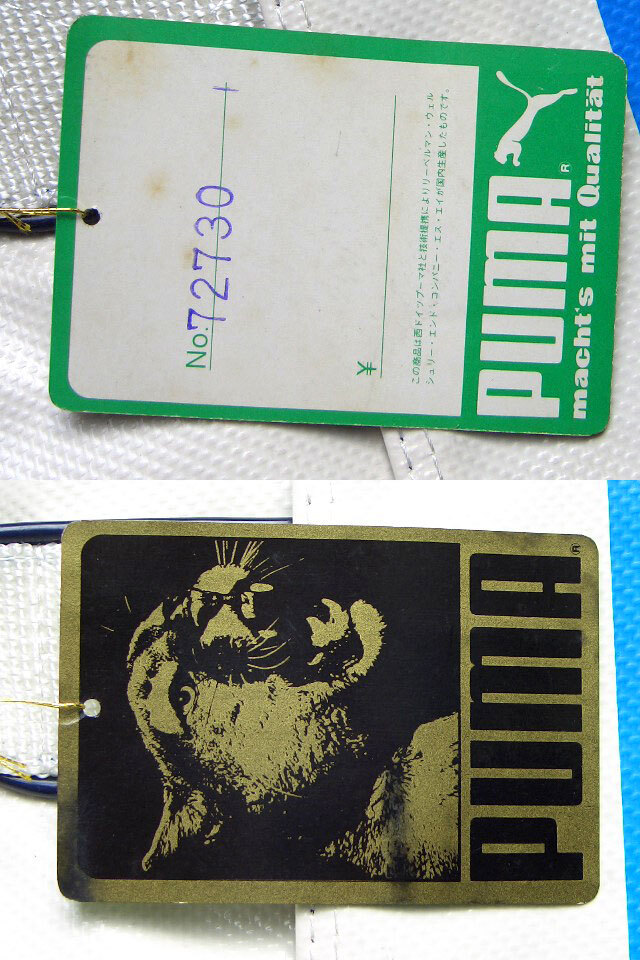 No. 72730 -1
¥
この商品は西ドイツプーマ社と技術提携によりリーベルマン・ウェル
シュリー・エンド・コンパニー・エス・エイが国内生産したものです。
PUMA®
macht's mit Qualität
PUMA®